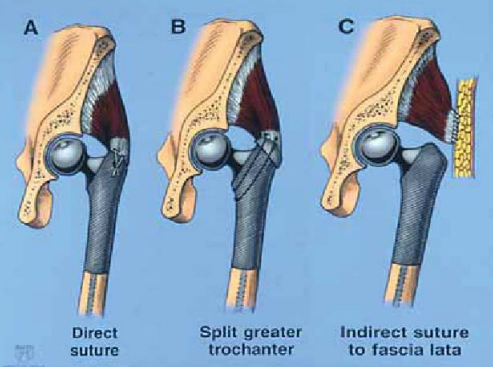 A
B
C
Direct
suture
Split greater
trochanter
Indirect suture
to fascia lata